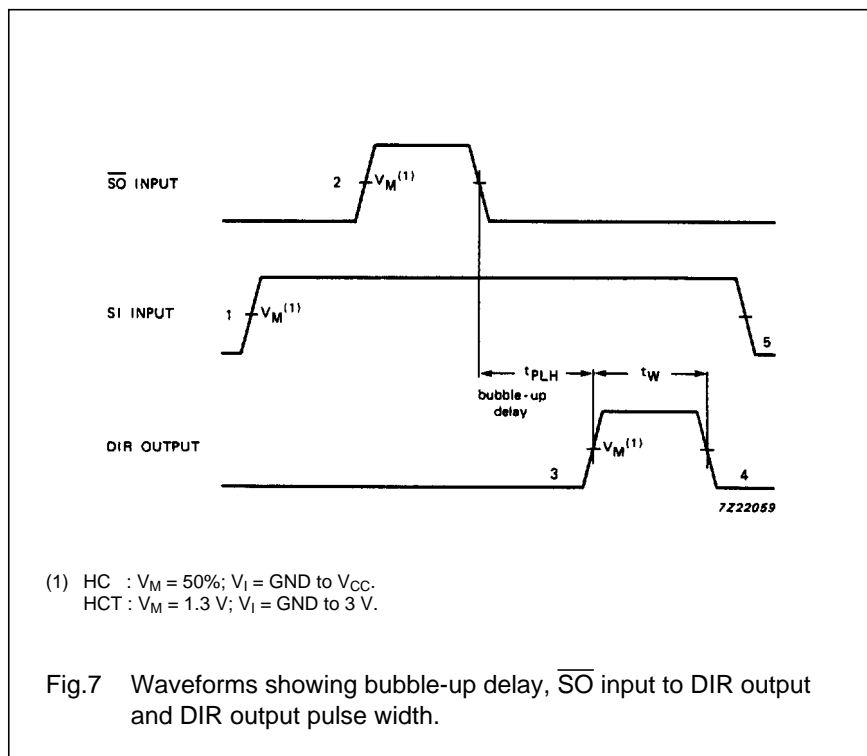 S̅O̅ INPUT
2
V_M(1)
SI INPUT
1
V_M(1)
5
t_PLH
t_W
bubble-up
delay
DIR OUTPUT
3
V_M(1)
4
7Z22059
(1) HC : V_M = 50%; V_I = GND to V_CC.
HCT : V_M = 1.3 V; V_I = GND to 3 V.
Fig.7 Waveforms showing bubble-up delay, S̅O̅ input to DIR output
and DIR output pulse width.